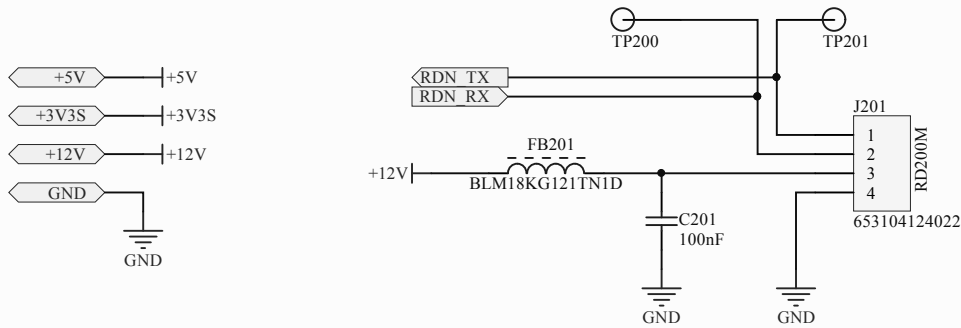 TP200
TP201
+5V
+5V
RDN_TX
RDN_RX
+3V3S
+3V3S
J201
1
2
3
4
RD200M
653104124022
+12V
+12V
FB201
+12V
BLM18KG121TN1D
GND
GND
C201
100nF
GND
GND